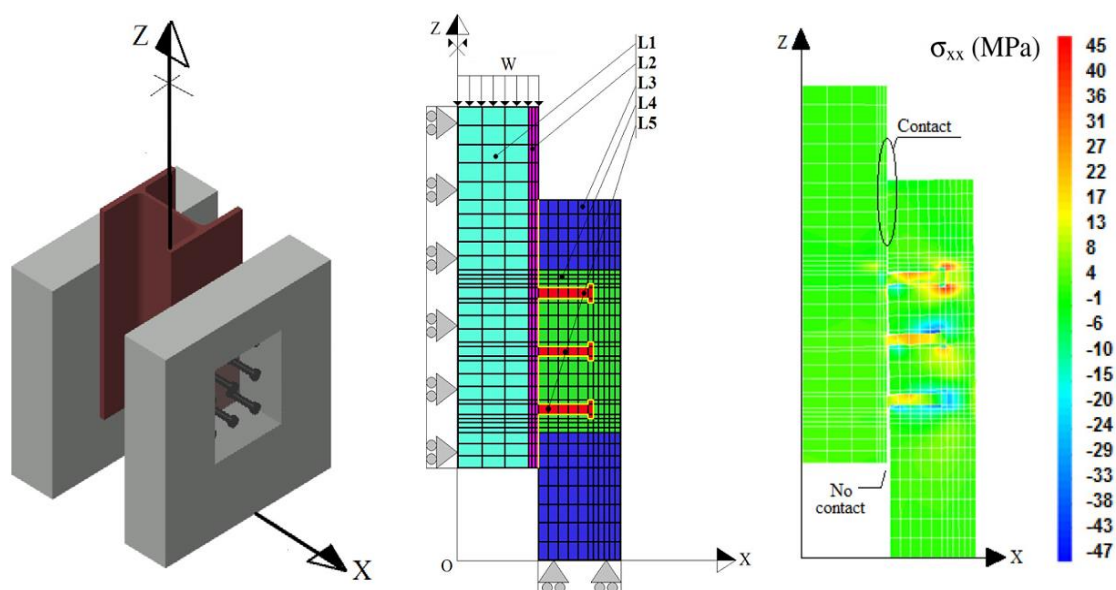 Z
X
Z
W
L1
L2
L3
L4
L5
O
X
Z
σxx (MPa)
Contact
No
contact
X
45
40
36
31
27
22
17
13
8
4
-1
-6
-10
-15
-20
-24
-29
-33
-38
-43
-47